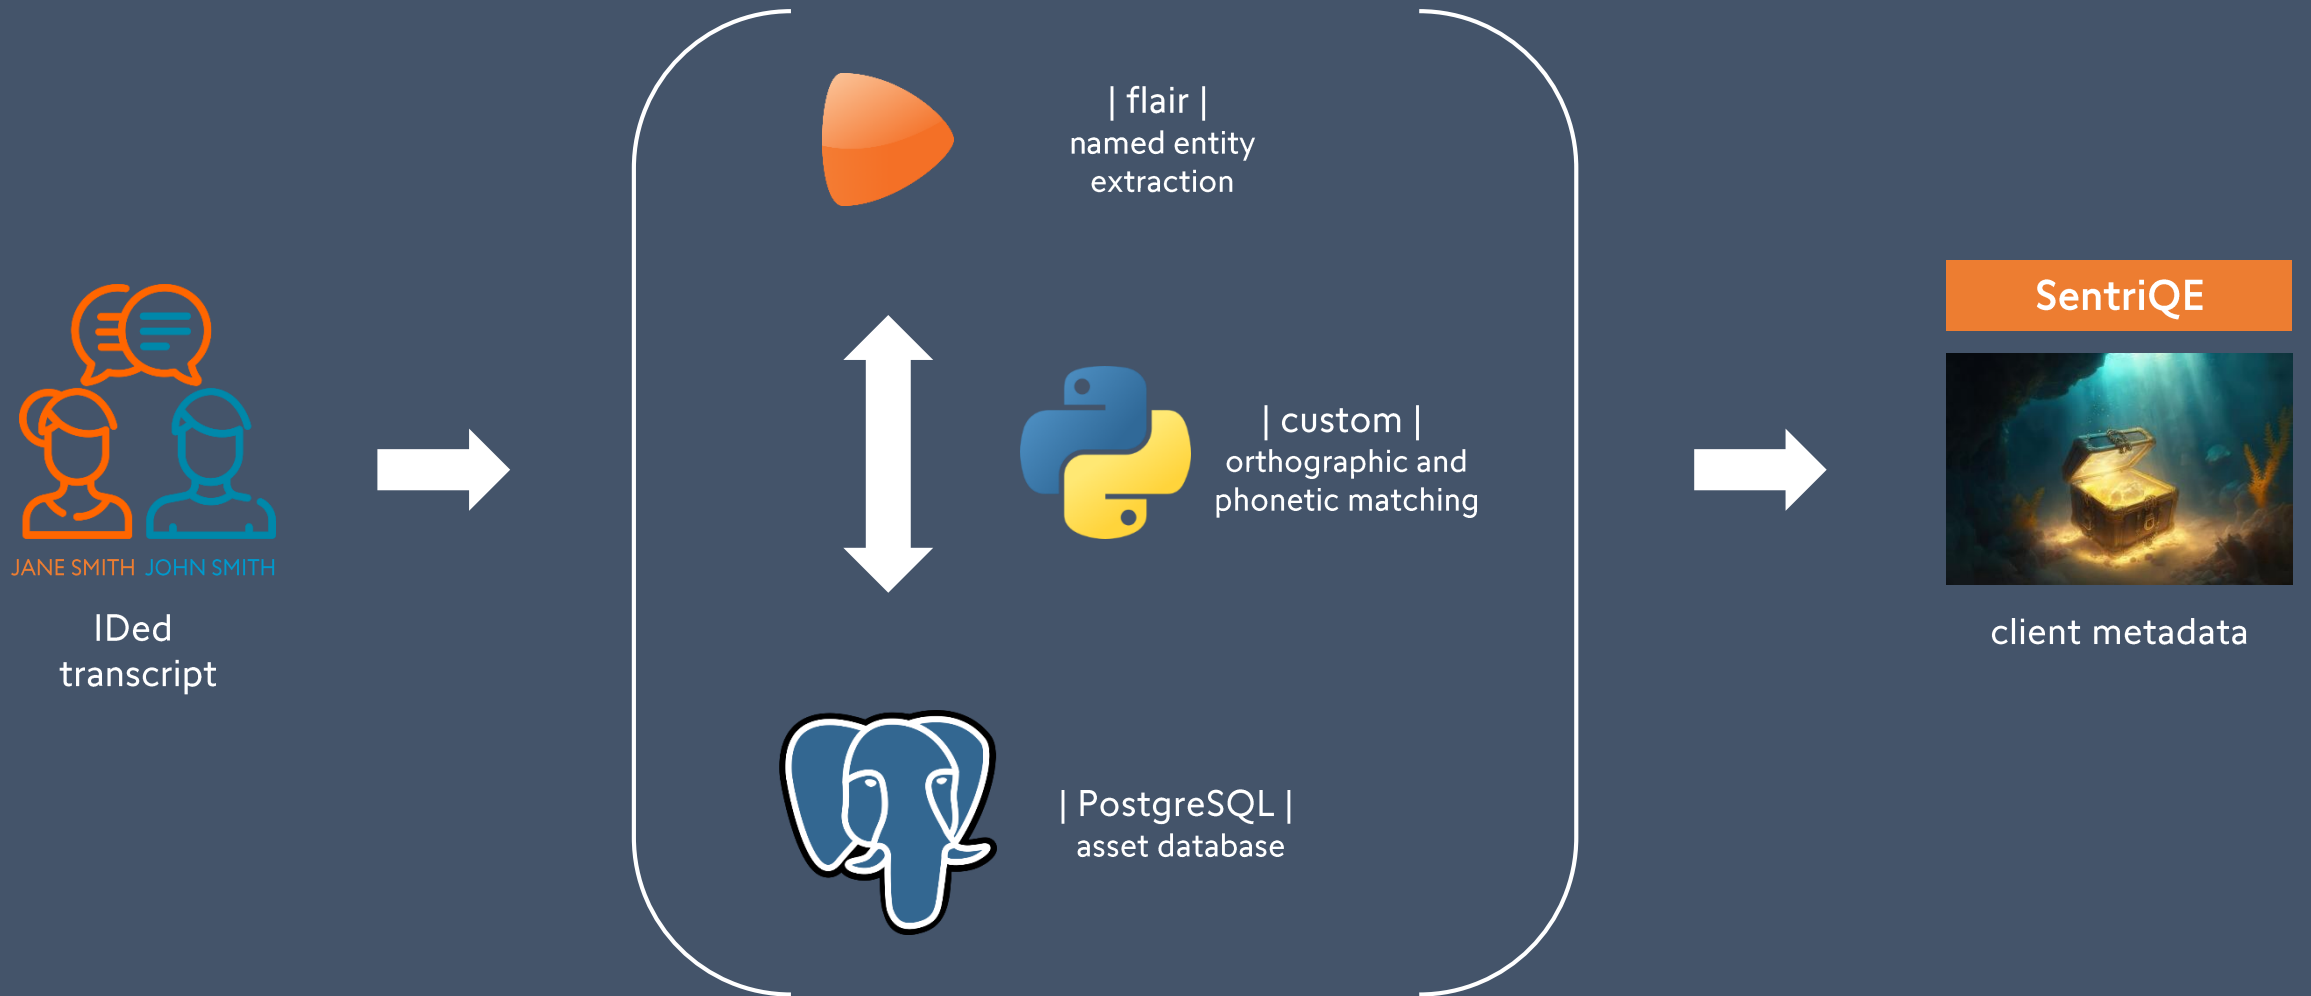 JANE SMITH JOHN SMITH
IDed
transcript
| flair |
named entity
extraction
| custom |
orthographic and
phonetic matching
| PostgreSQL |
asset database
SentriQE
client metadata